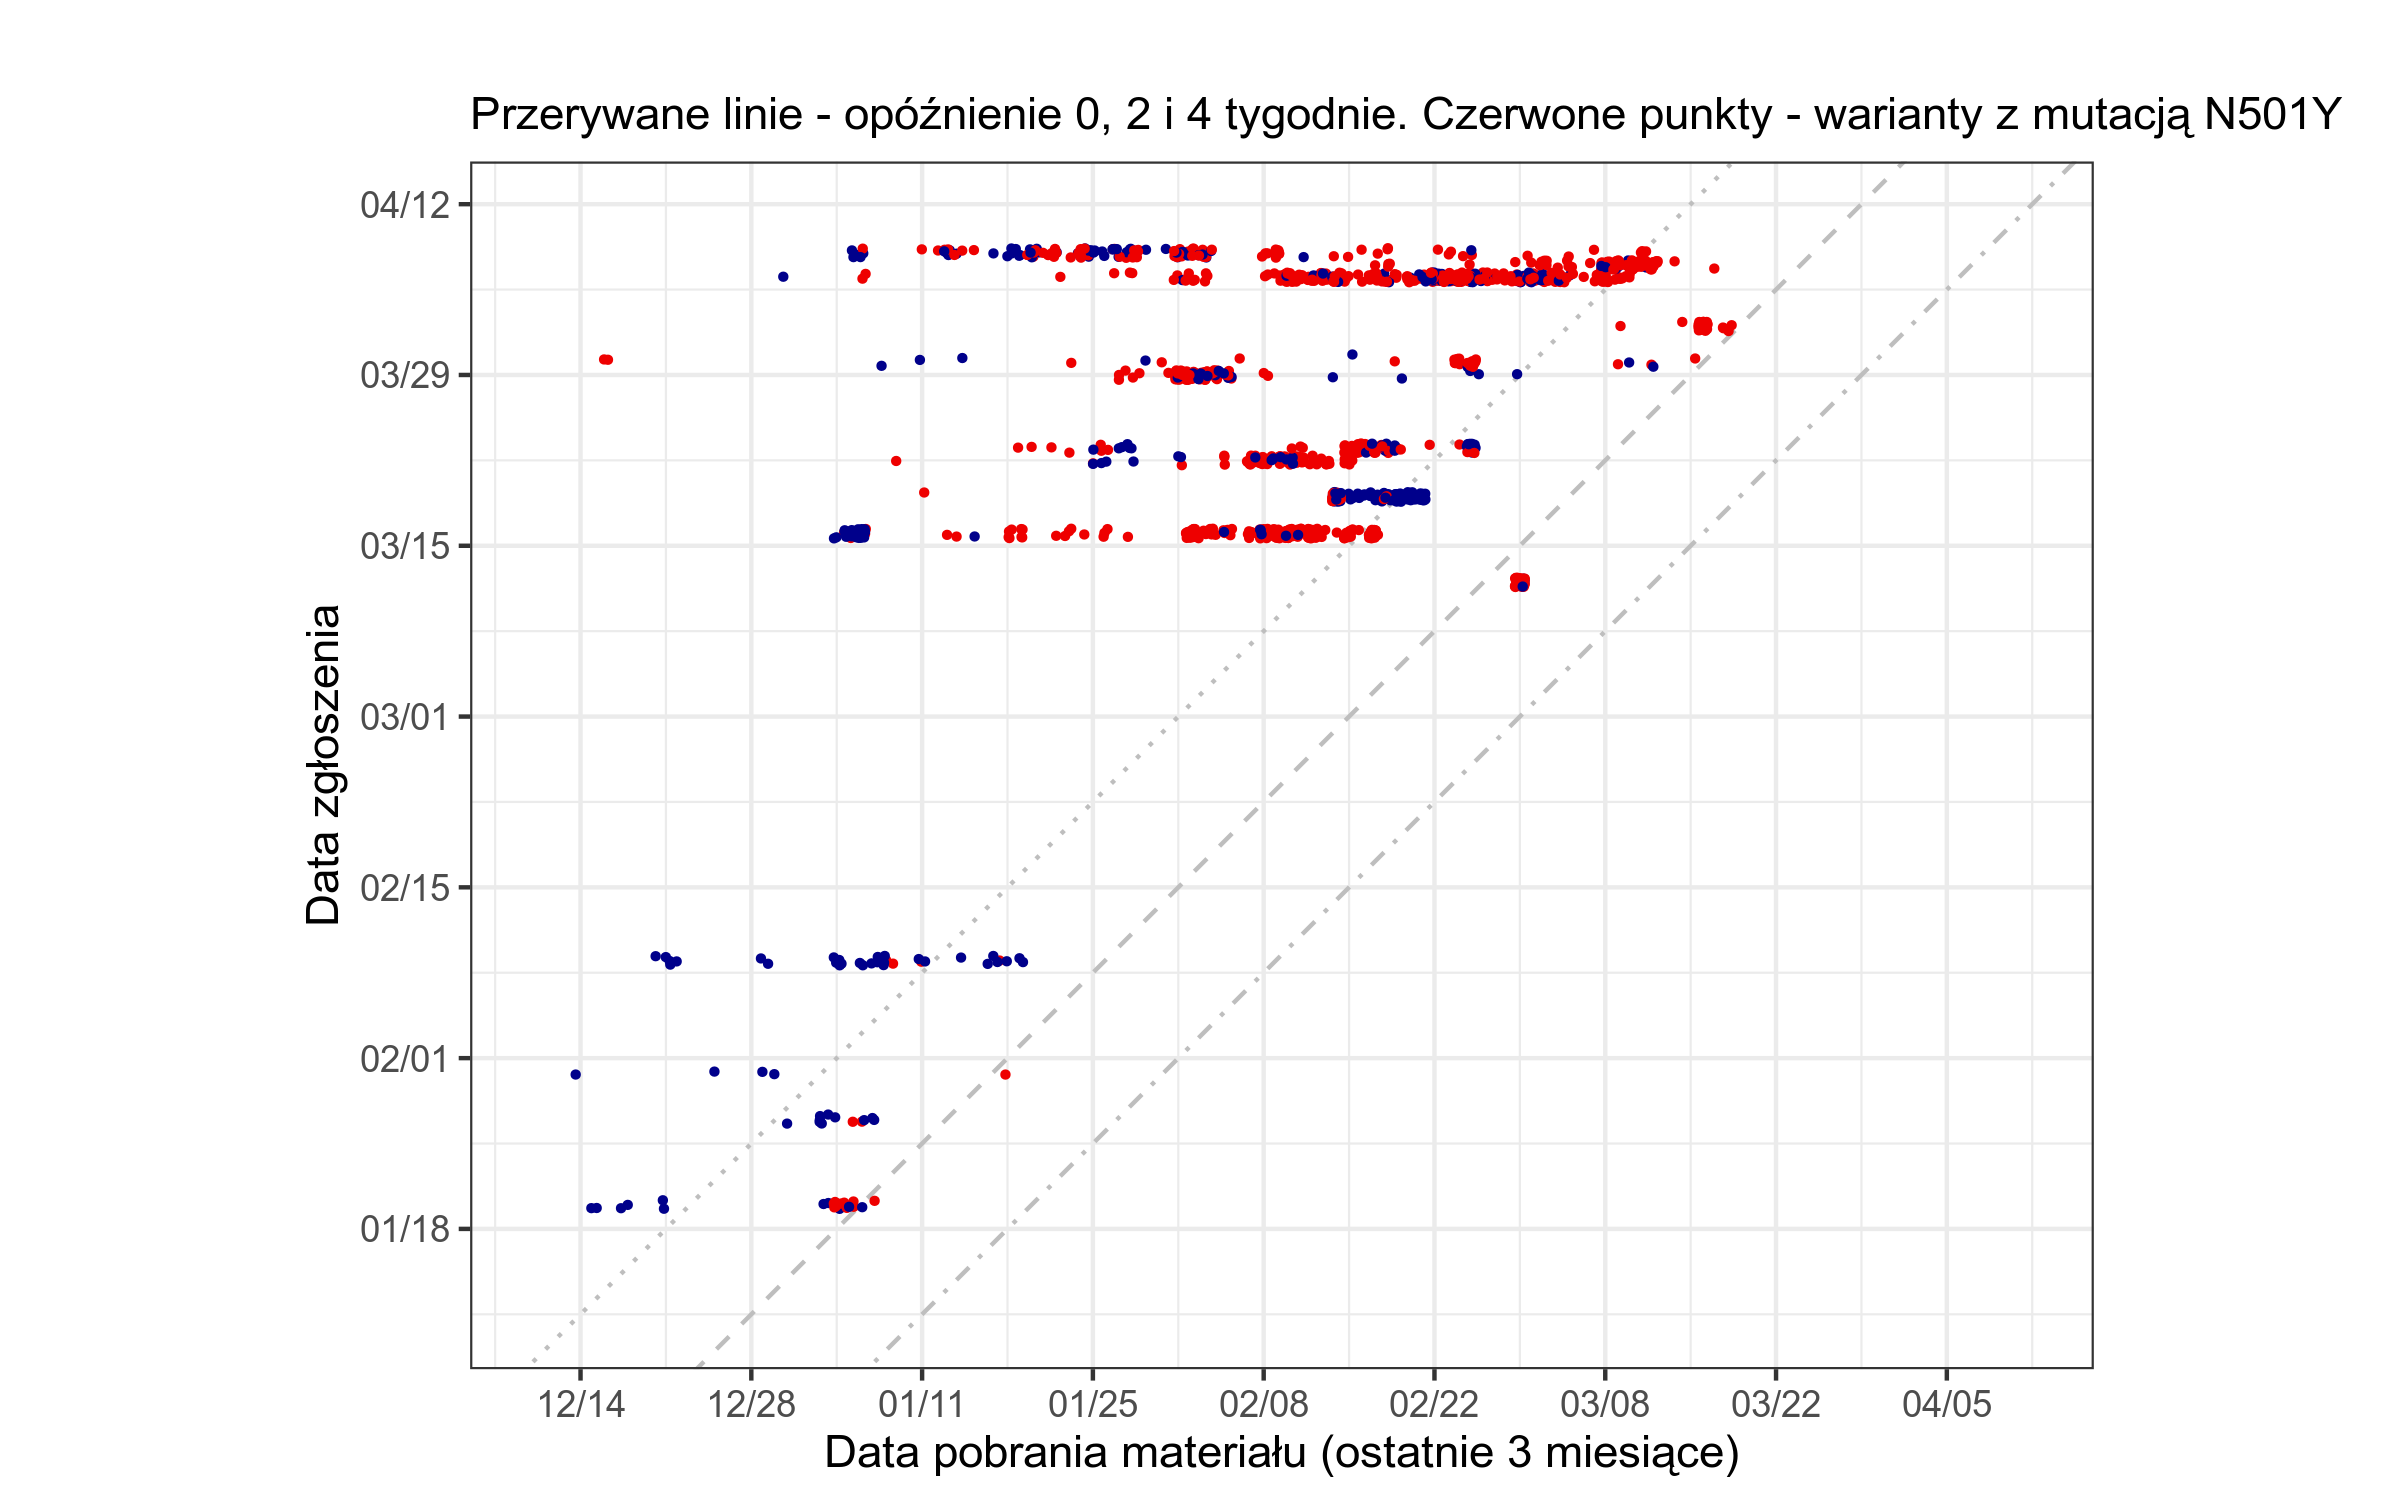 Przerywane linie - opóźnienie 0, 2 i 4 tygodnie. Czerwone punkty - warianty z mutacją N501Y
04/12
03/29
03/15
03/01
02/15
02/01
01/18
Data zgłoszenia
12/14 12/28 01/11 01/25 02/08 02/22 03/08 03/22 04/05
Data pobrania materiału (ostatnie 3 miesiące)